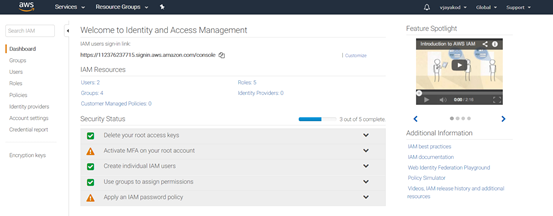 aws
Services
Resource Groups
vjayakod
Global
Support
Search IAM
Dashboard
Groups
Users
Roles
Policies
Identity providers
Account settings
Credential report
Encryption keys
Welcome to Identity and Access Management
IAM users sign-in link:
https://112376237715.signin.aws.amazon.com/console
Customize
IAM Resources
Users: 2
Roles: 5
Groups: 4
Identity Providers: 0
Customer Managed Policies: 0
Security Status
3 out of 5 complete.
Delete your root access keys
Activate MFA on your root account
Create individual IAM users
Use groups to assign permissions
Apply an IAM password policy
Feature Spotlight
Introduction to AWS IAM
0:00 / 2:15
Additional Information
IAM best practices
IAM documentation
Web Identity Federation Playground
Policy Simulator
Videos, IAM release history and additional
resources